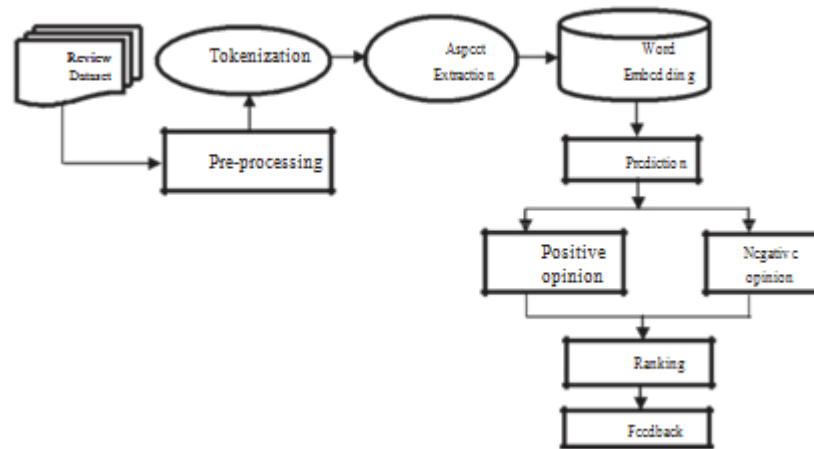 Review
Dataset
Tokenization
Aspect
Extraction
Word
Embedding
Pre-processing
Prediction
Positive
opinion
Negative
opinion
Ranking
Feedback